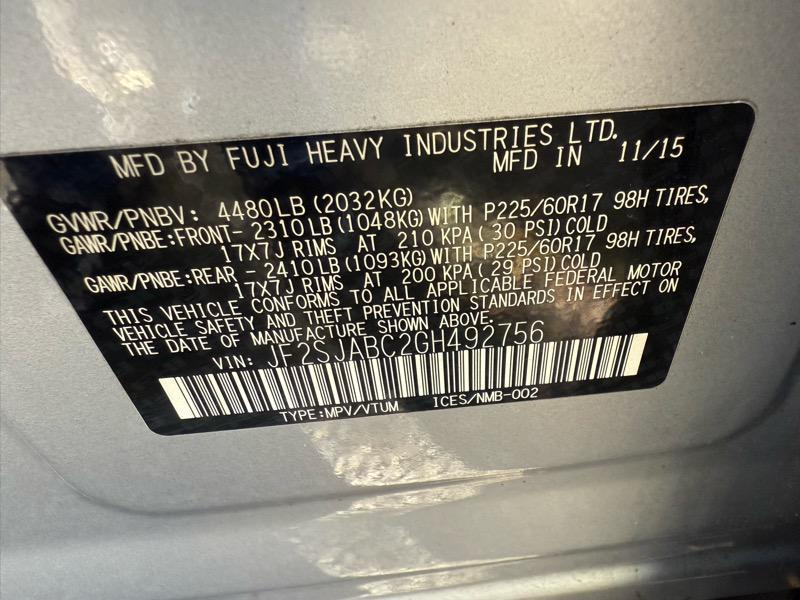 MFD BY FUJI HEAVY INDUSTRIES LTD.
MFD IN 11/15
GVWR/PNBV: 4480LB(2032KG)
GAWR/PNBE:FRONT- 2310LB(1048KG)WITH P225/60R17 98H TIRES,
17X7J RIMS AT 210 KPA( 30 PSI)COLD
GAWR/PNBE:REAR - 2410LB(1093KG)WITH P225/60R17 98H TIRES,
17X7J RIMS AT 200 KPA( 29 PSI)COLD
THIS VEHICLE CONFORMS TO ALL APPLICABLE FEDERAL MOTOR
VEHICLE SAFETY AND THEFT PREVENTION STANDARDS IN EFFECT ON
THE DATE OF MANUFACTURE SHOWN ABOVE.
VIN: JF2SJABC2GH492756
TYPE:MPV/VTUM ICES/NMB-002